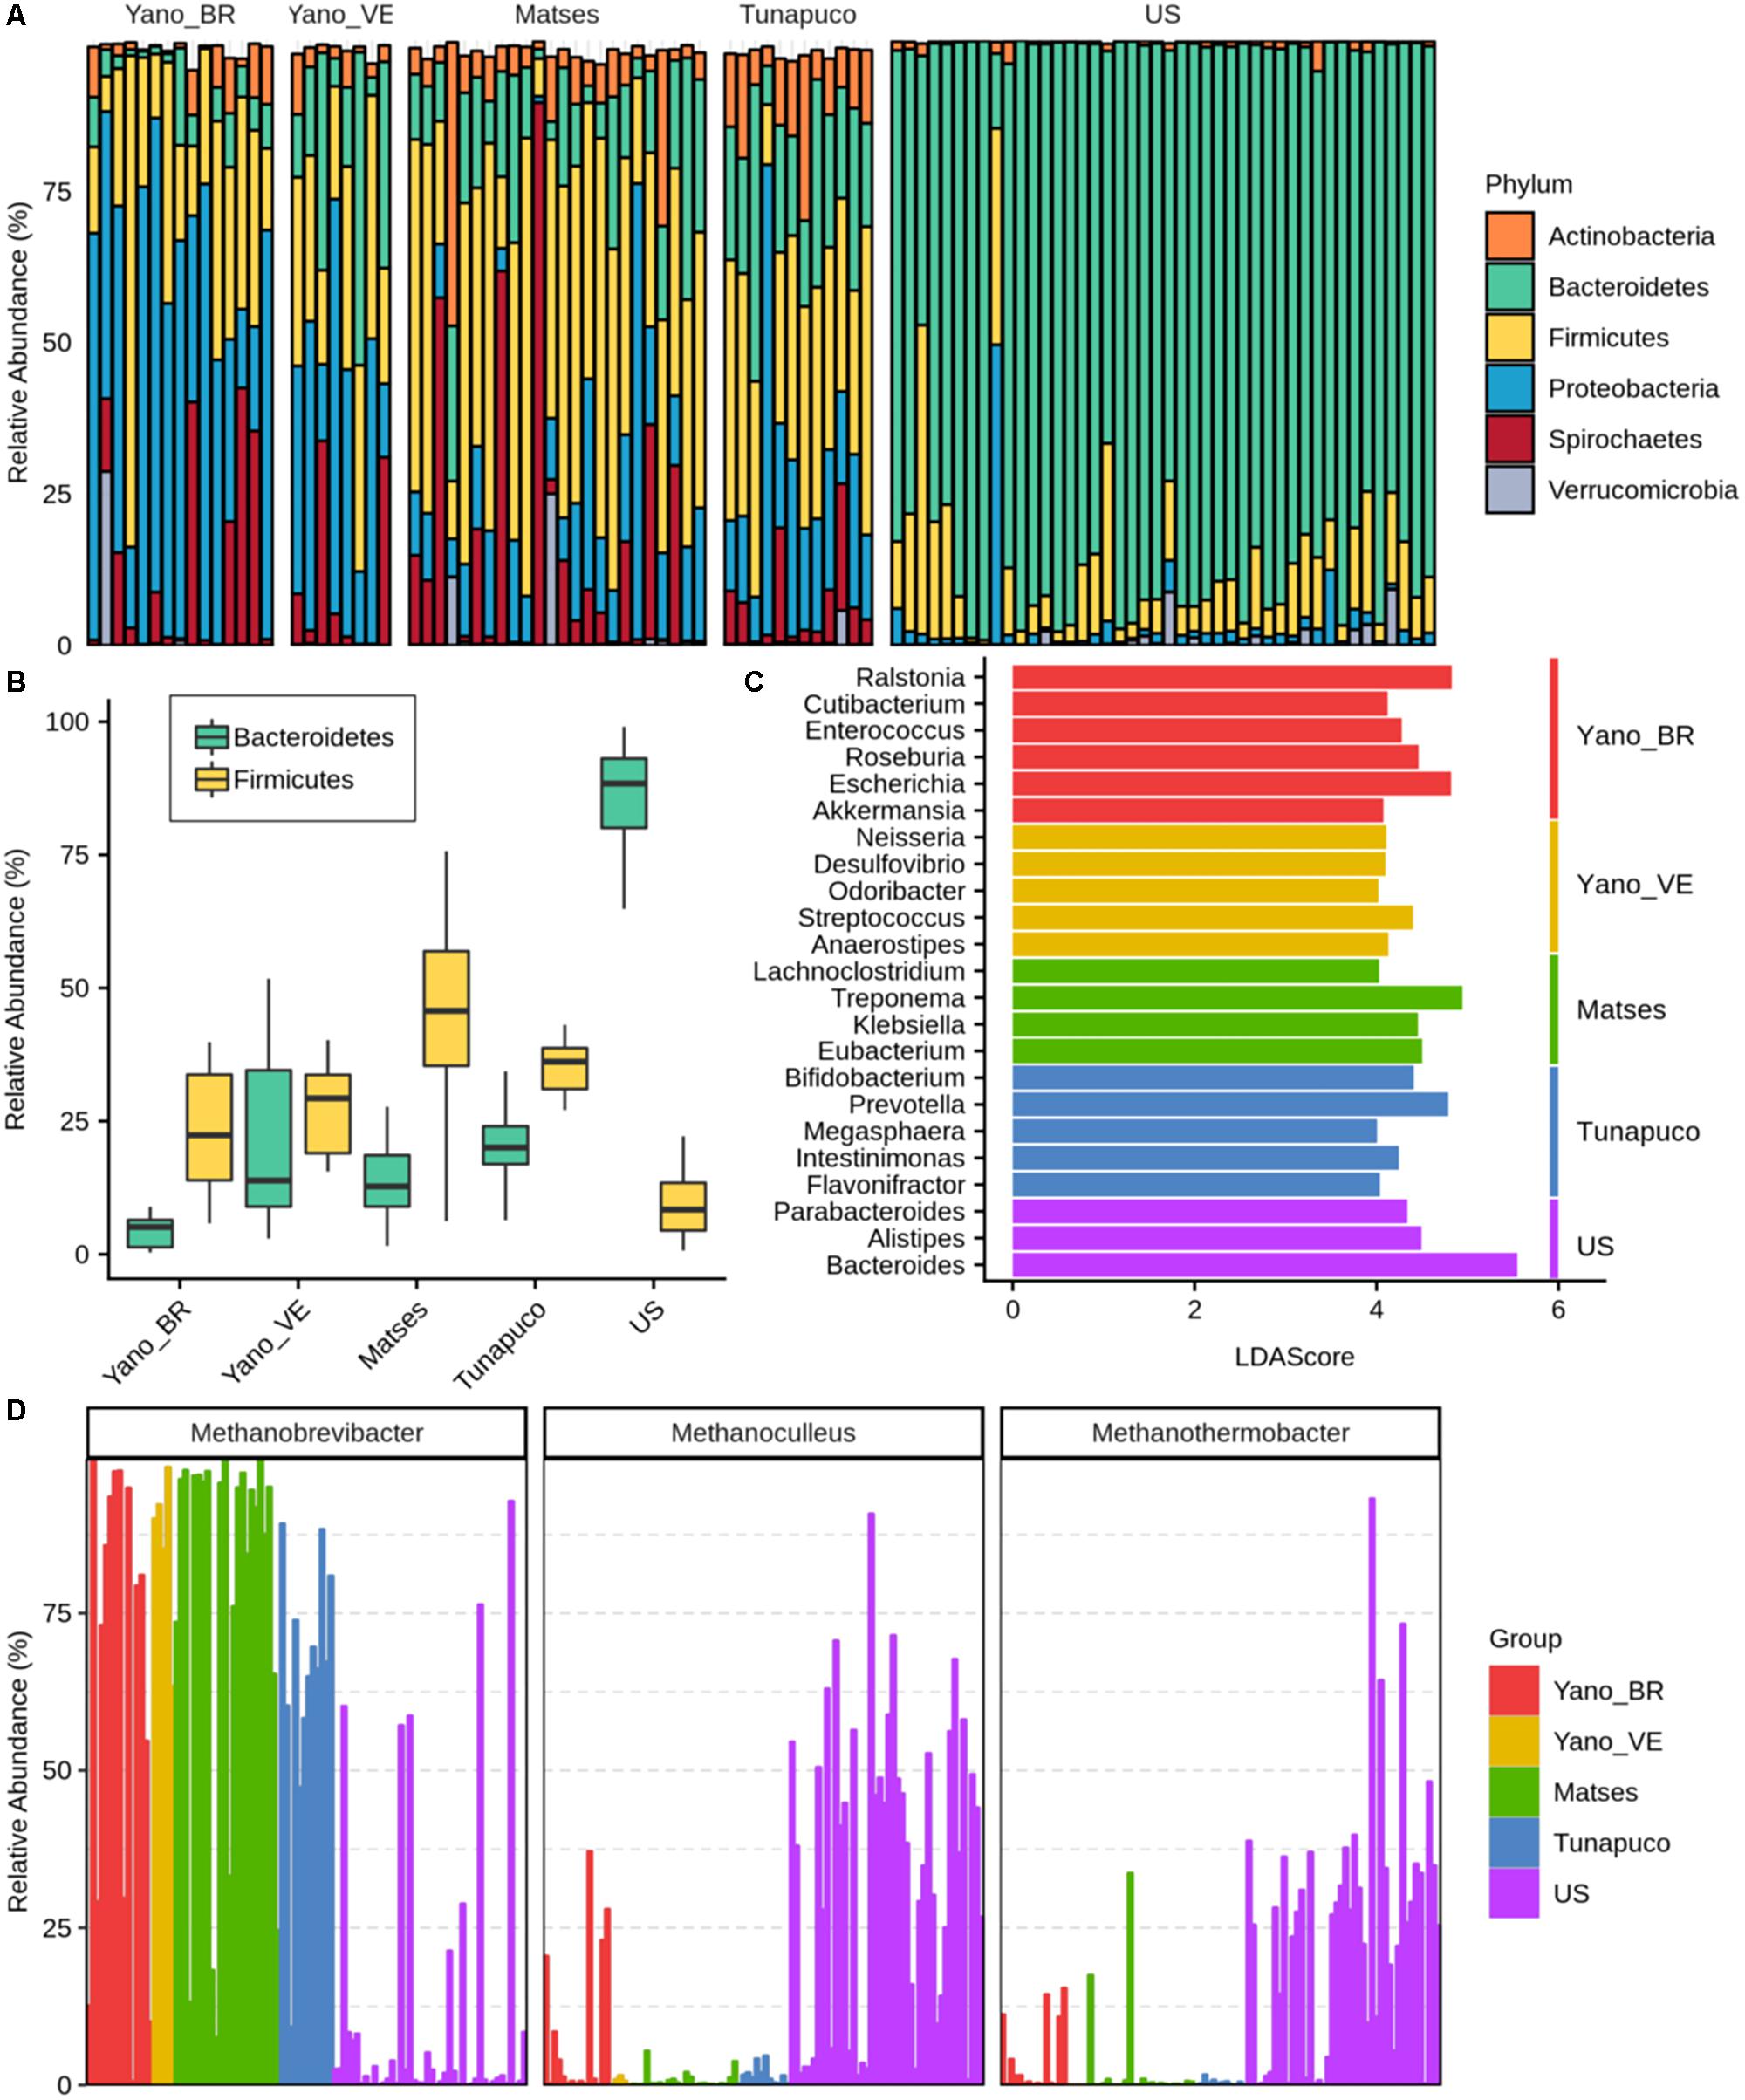 A
Yano_BR
Yano_VE
Matses
Tunapuco
US
Relative Abundance (%)
75
50
25
0
Phylum
Actinobacteria
Bacteroidetes
Firmicutes
Proteobacteria
Spirochaetes
Verrucomicrobia
B
Bacteroidetes
Firmicutes
Relative Abundance (%)
100
75
50
25
0
Yano_BR
Yano_VE
Matses
Tunapuco
US
C
Ralstonia
Cutibacterium
Enterococcus
Roseburia
Escherichia
Akkermansia
Neisseria
Desulfovibrio
Odoribacter
Streptococcus
Anaerostipes
Lachnoclostridium
Treponema
Klebsiella
Eubacterium
Bifidobacterium
Prevotella
Megasphaera
Intestinimonas
Flavonifractor
Parabacteroides
Alistipes
Bacteroides
Yano_BR
Yano_VE
Matses
Tunapuco
US
0 2 4 6
LDAScore
D
Methanobrevibacter
Methanoculleus
Methanothermobacter
Relative Abundance (%)
75
50
25
0
Group
Yano_BR
Yano_VE
Matses
Tunapuco
US